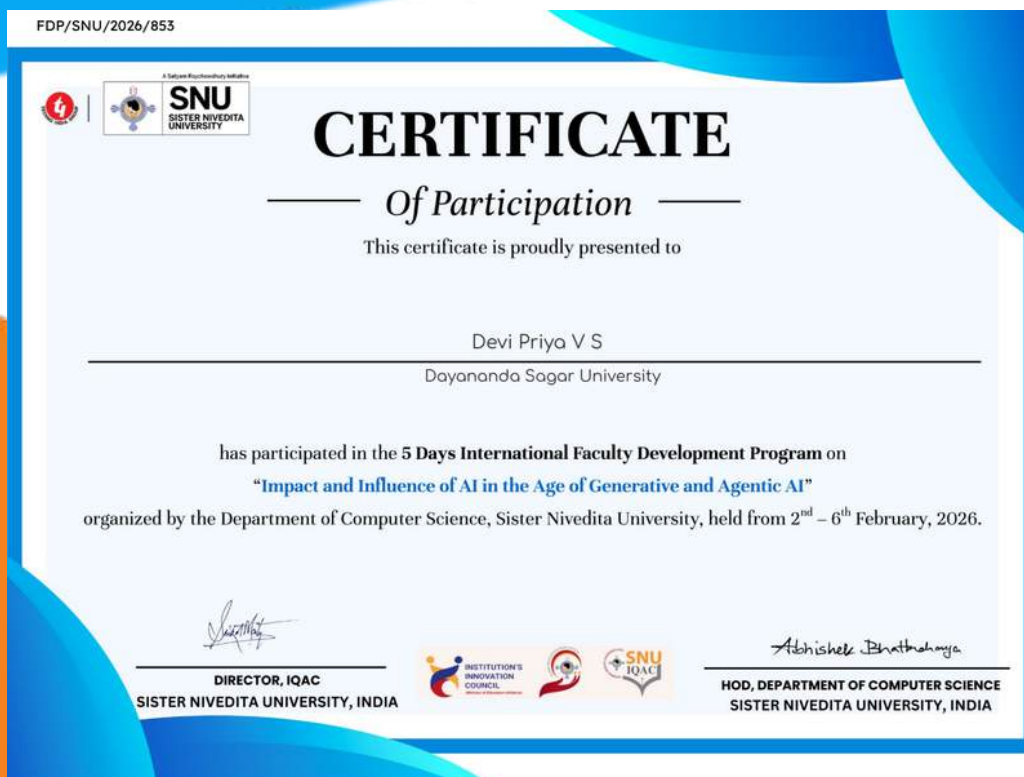 FDP/SNU/2026/853
A Satyam Roychowdhury Initiative
SNU
SISTER NIVEDITA
UNIVERSITY
CERTIFICATE
Of Participation
This certificate is proudly presented to
Devi Priya V S
Dayananda Sagar University
has participated in the 5 Days International Faculty Development Program on
“Impact and Influence of AI in the Age of Generative and Agentic AI”
organized by the Department of Computer Science, Sister Nivedita University, held from 2nd – 6th February, 2026.
Abhishek Bhattacharya
INSTITUTION'S
INNOVATION
COUNCIL
SNU
IQAC
DIRECTOR, IQAC
SISTER NIVEDITA UNIVERSITY, INDIA
HOD, DEPARTMENT OF COMPUTER SCIENCE
SISTER NIVEDITA UNIVERSITY, INDIA